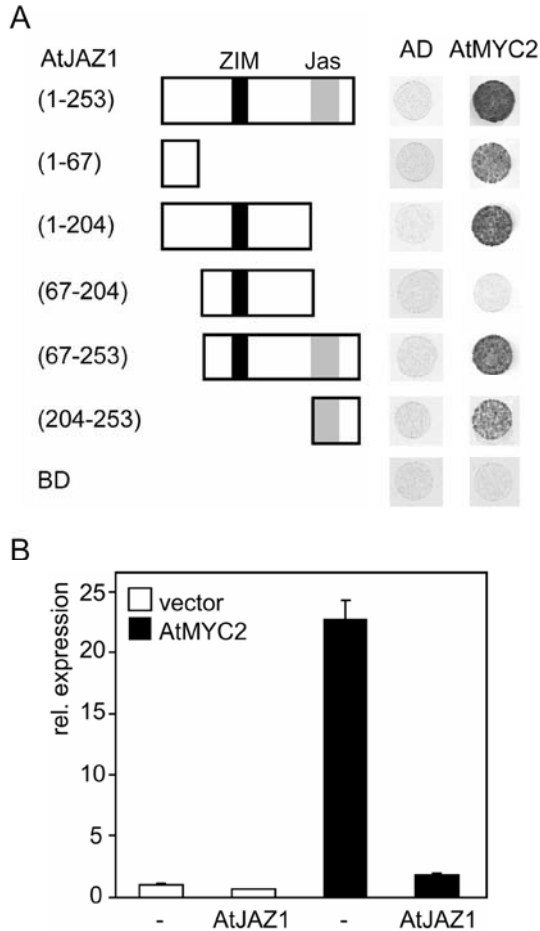 A
AtJAZ1 ZIM Jas AD AtMYC2
(1-253)
(1-67)
(1-204)
(67-204)
(67-253)
(204-253)
BD
B
rel. expression
25
20
15
10
5
0
vector
AtMYC2
- AtJAZ1 - AtJAZ1